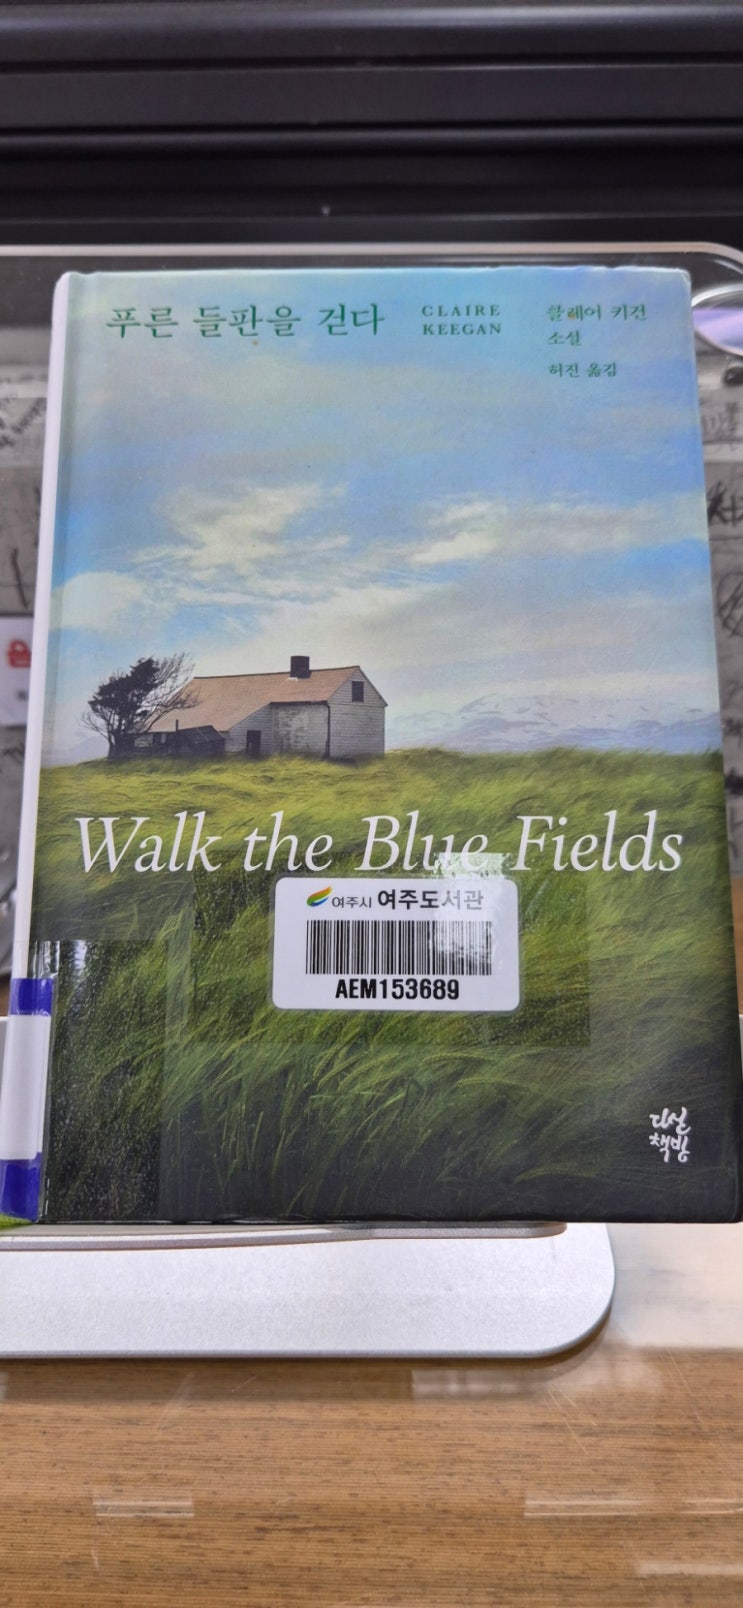 푸른 들판을 걷다
CLAIRE
KEEGAN
클레어 키건
소설
허진 옮김
Walk the Blue Fields
여주시 여주도서관
AEM153689
다산
책방